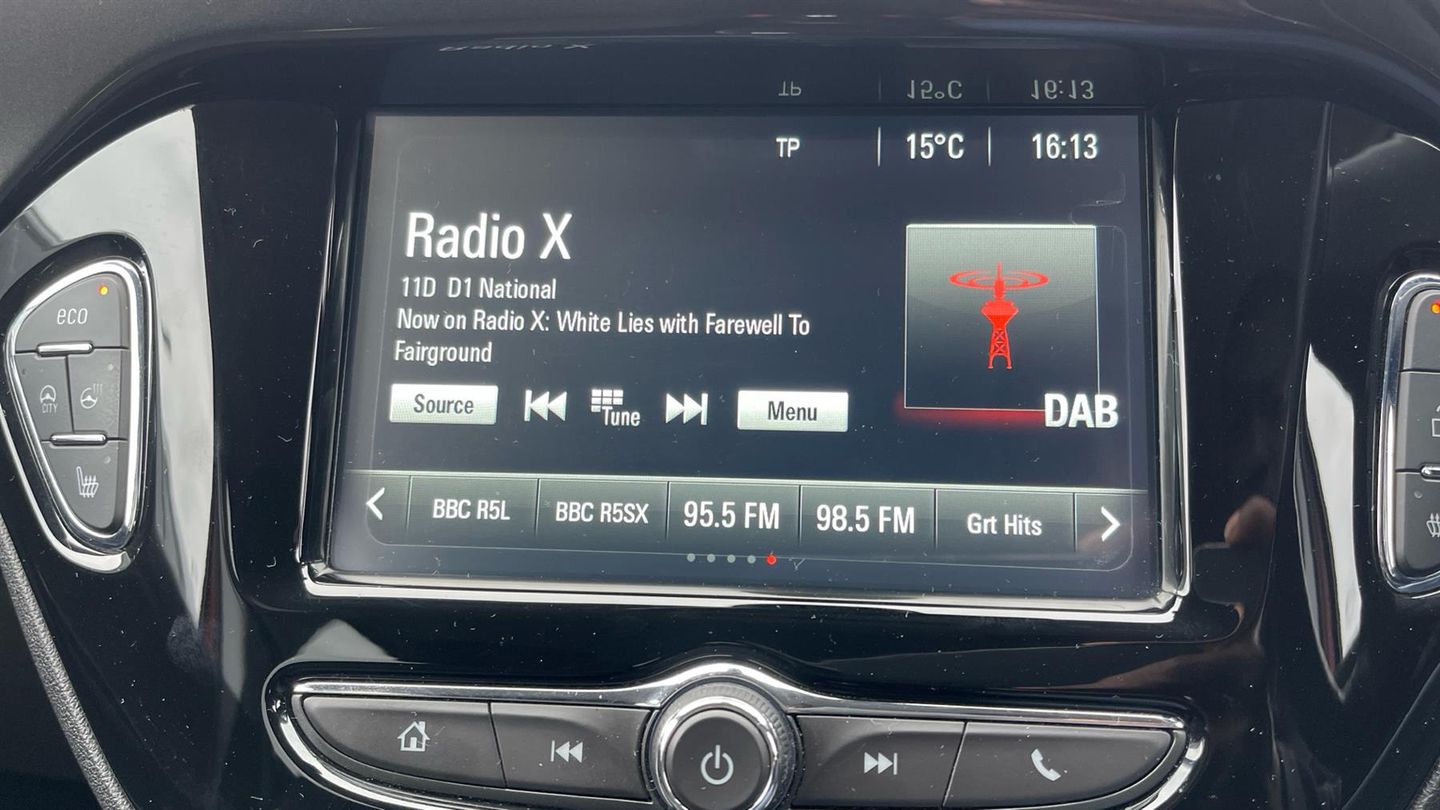 TP 15°C 16:13
Radio X
11D D1 National
Now on Radio X: White Lies with Farewell To
Fairground
Source Tune Menu
DAB
BBC R5L BBC R5SX 95.5 FM 98.5 FM Grt Hits
eco
CITY